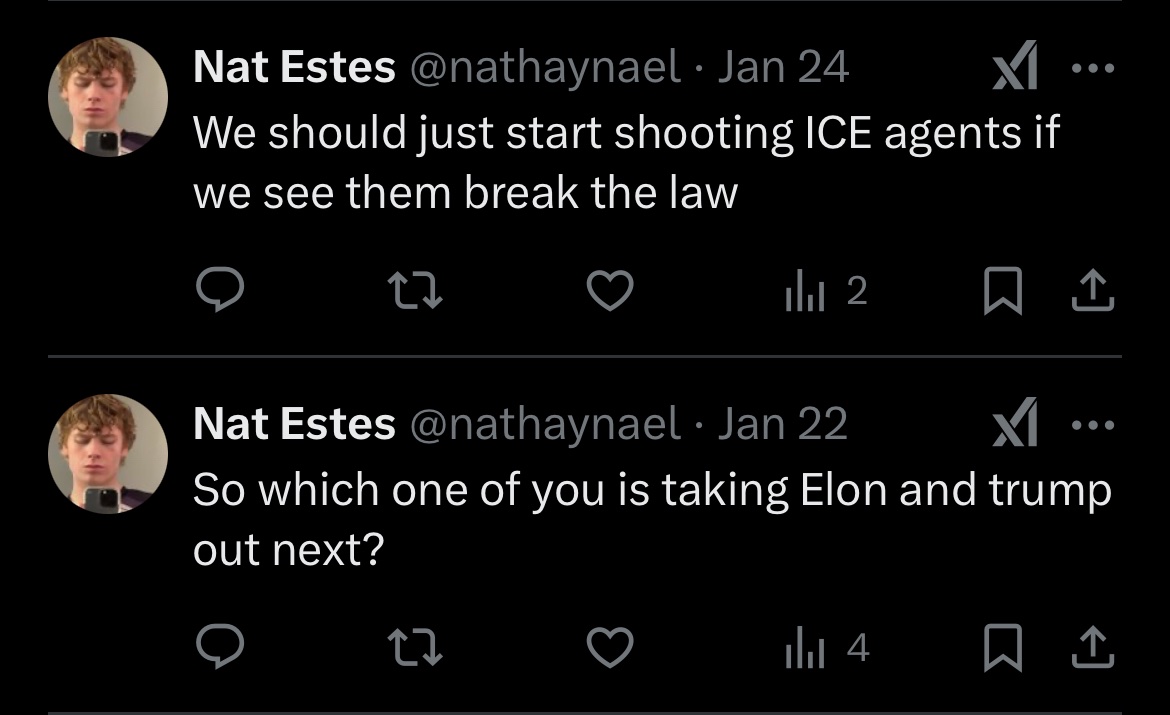 Nat Estes @nathaynael · Jan 24
We should just start shooting ICE agents if
we see them break the law
2
Nat Estes @nathaynael · Jan 22
So which one of you is taking Elon and trump
out next?
4